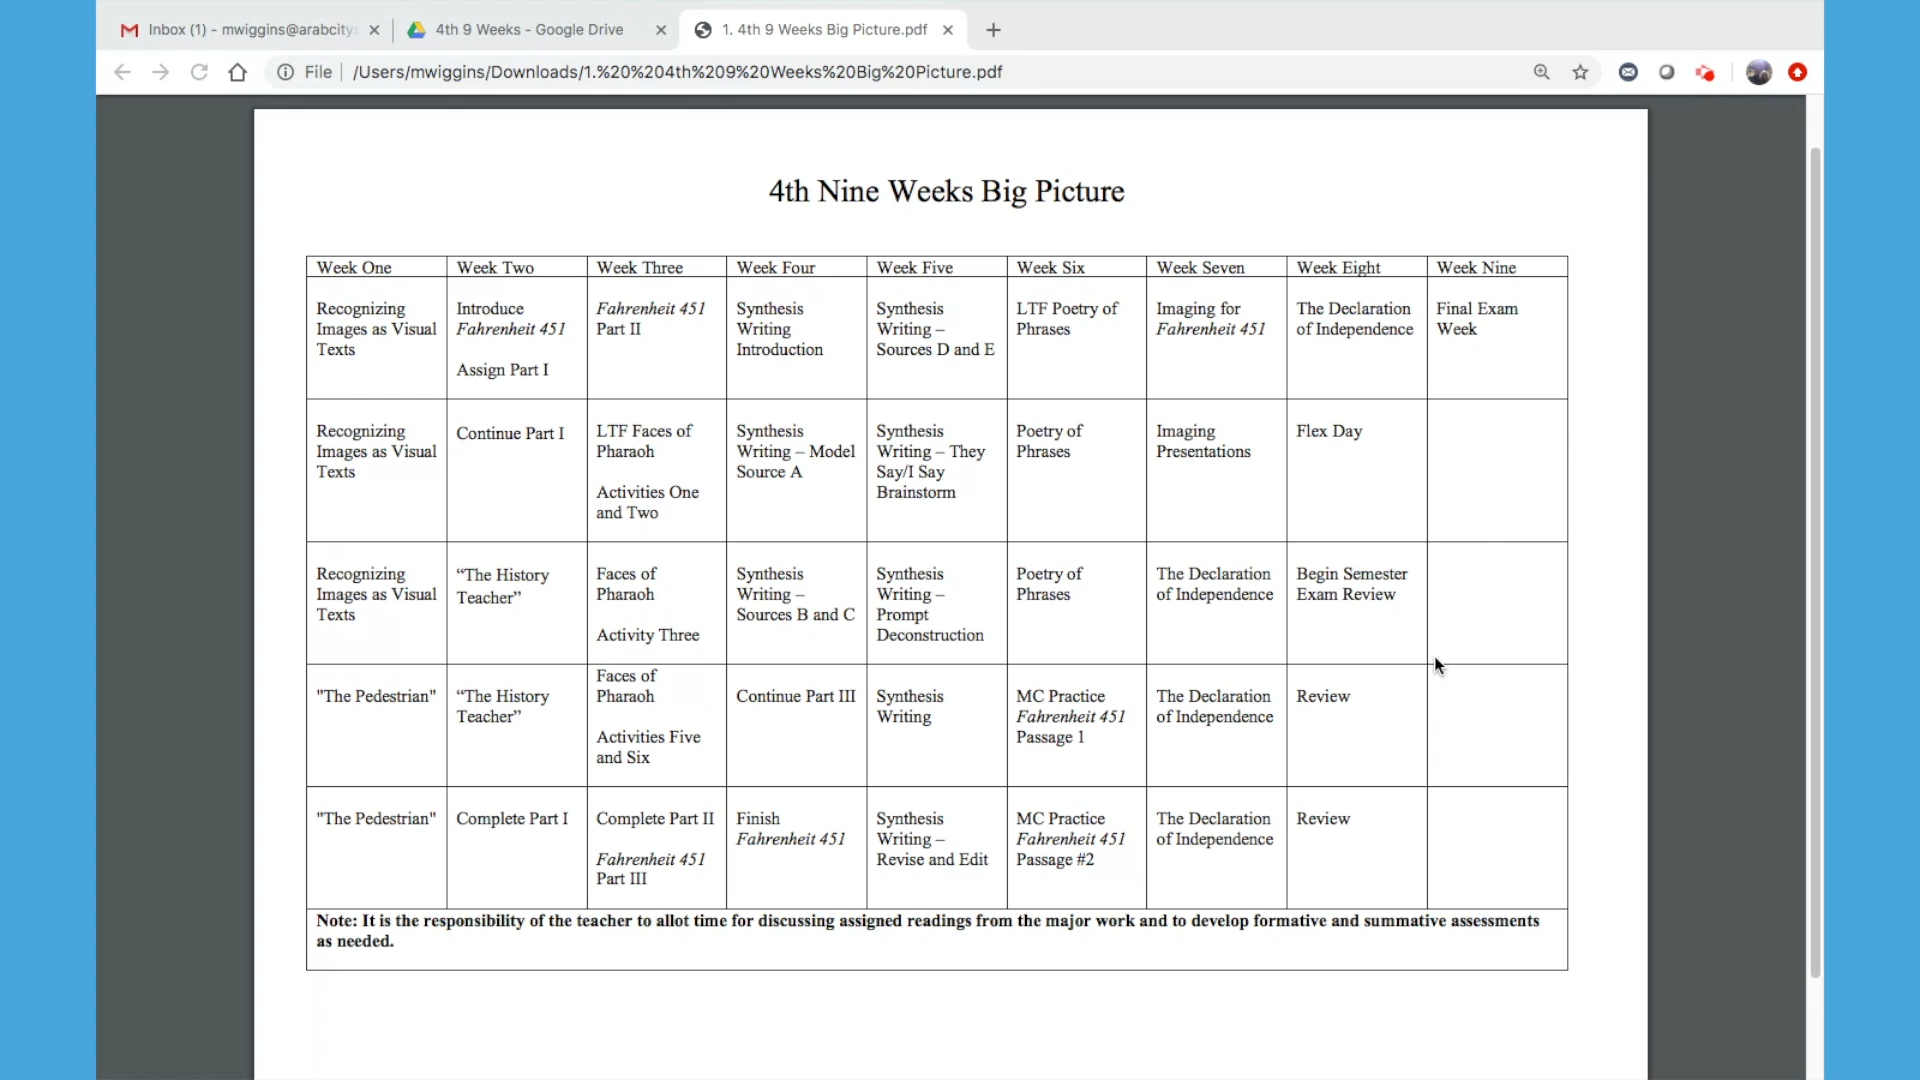 Inbox (1) - mwiggins@arabcitys
4th 9 Weeks - Google Drive
1. 4th 9 Weeks Big Picture.pdf
File
/Users/mwiggins/Downloads/1.%20%204th%209%20Weeks%20Big%20Picture.pdf
4th Nine Weeks Big Picture
Week One
Week Two
Week Three
Week Four
Week Five
Week Six
Week Seven
Week Eight
Week Nine
Recognizing
Images as Visual
Texts
Introduce
Fahrenheit 451
Assign Part I
Fahrenheit 451
Part II
Synthesis
Writing
Introduction
Synthesis
Writing –
Sources D and E
LTF Poetry of
Phrases
Imaging for
Fahrenheit 451
The Declaration
of Independence
Final Exam
Week
Recognizing
Images as Visual
Texts
Continue Part I
LTF Faces of
Pharaoh
Activities One
and Two
Synthesis
Writing – Model
Source A
Synthesis
Writing – They
Say/I Say
Brainstorm
Poetry of
Phrases
Imaging
Presentations
Flex Day
Recognizing
Images as Visual
Texts
“The History
Teacher”
Faces of
Pharaoh
Activity Three
Synthesis
Writing –
Sources B and C
Synthesis
Writing –
Prompt
Deconstruction
Poetry of
Phrases
The Declaration
of Independence
Begin Semester
Exam Review
"The Pedestrian"
“The History
Teacher”
Faces of
Pharaoh
Activities Five
and Six
Continue Part III
Synthesis
Writing
MC Practice
Fahrenheit 451
Passage 1
The Declaration
of Independence
Review
"The Pedestrian"
Complete Part I
Complete Part II
Fahrenheit 451
Part III
Finish
Fahrenheit 451
Synthesis
Writing –
Revise and Edit
MC Practice
Fahrenheit 451
Passage #2
The Declaration
of Independence
Review
Note: It is the responsibility of the teacher to allot time for discussing assigned readings from the major work and to develop formative and summative assessments
as needed.